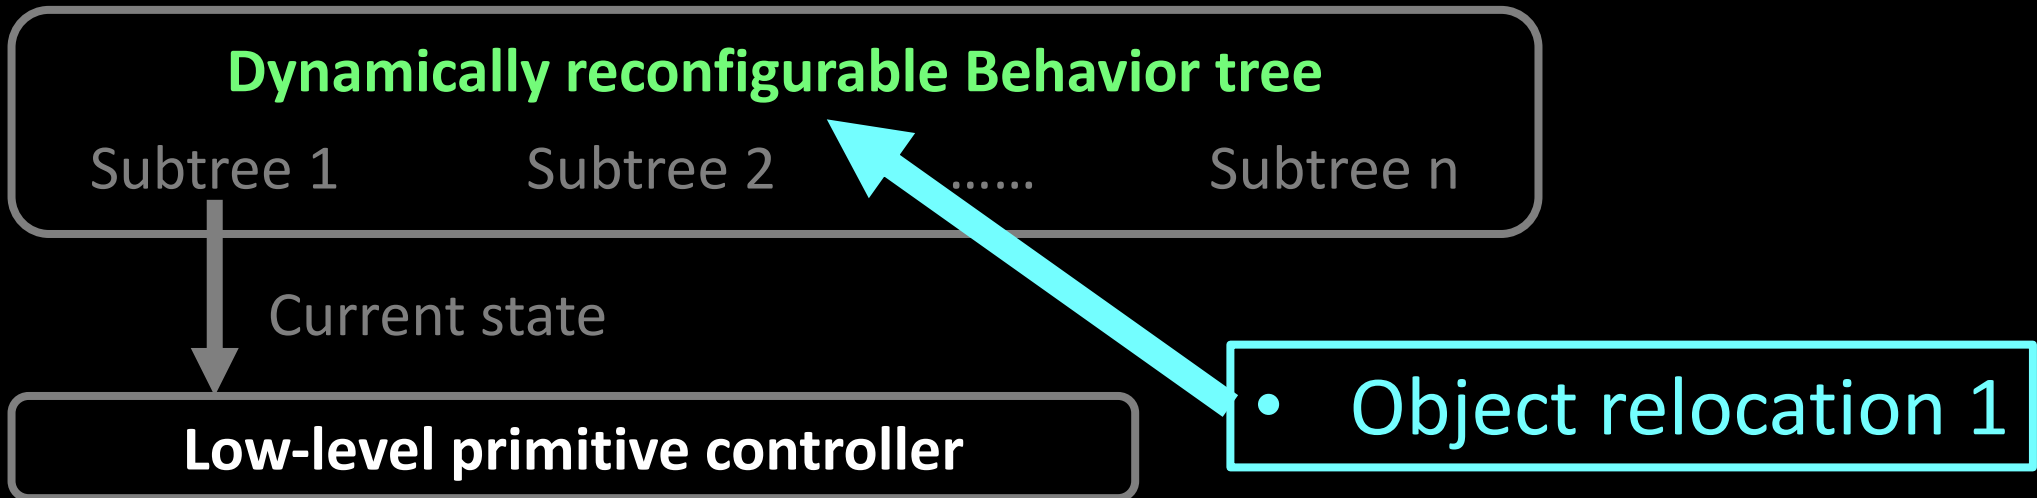 Dynamically reconfigurable Behavior tree
Subtree 1 Subtree 2 ...... Subtree n
Current state
Low-level primitive controller
• Object relocation 1